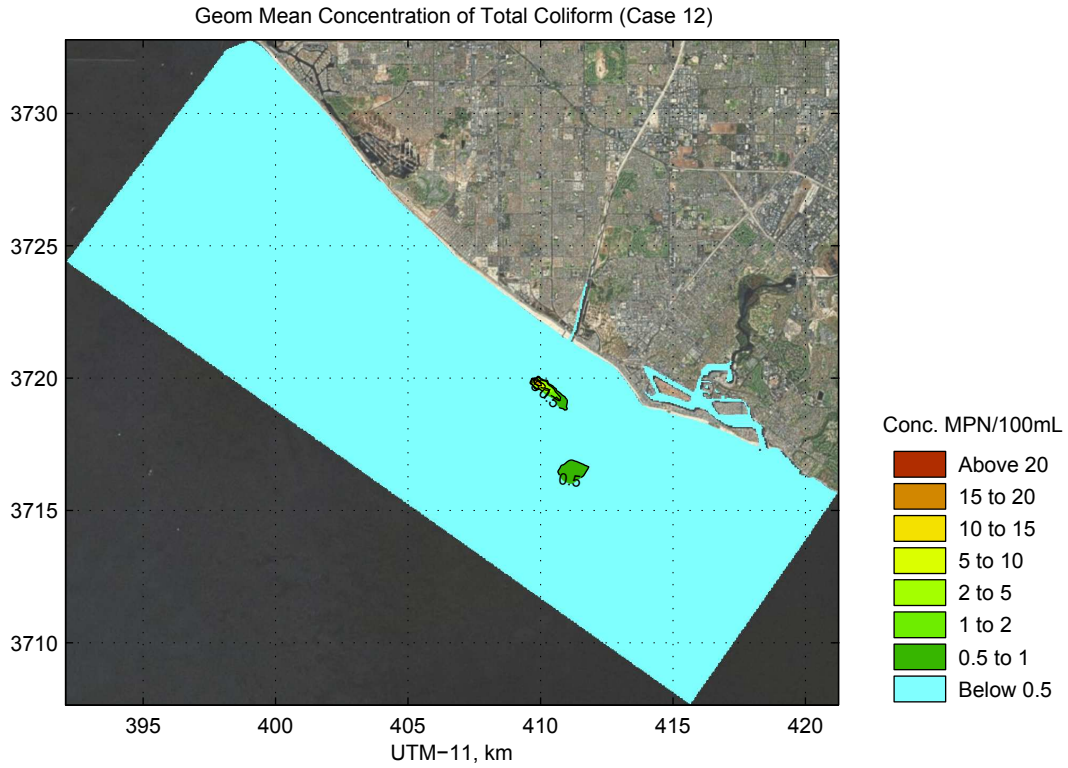 Geom Mean Concentration of Total Coliform (Case 12)
3730
3725
3720
3715
3710
0.5
0.5
395
400
405
410
415
420
UTM−11, km
Conc. MPN/100mL
Above 20
15 to 20
10 to 15
5 to 10
2 to 5
1 to 2
0.5 to 1
Below 0.5